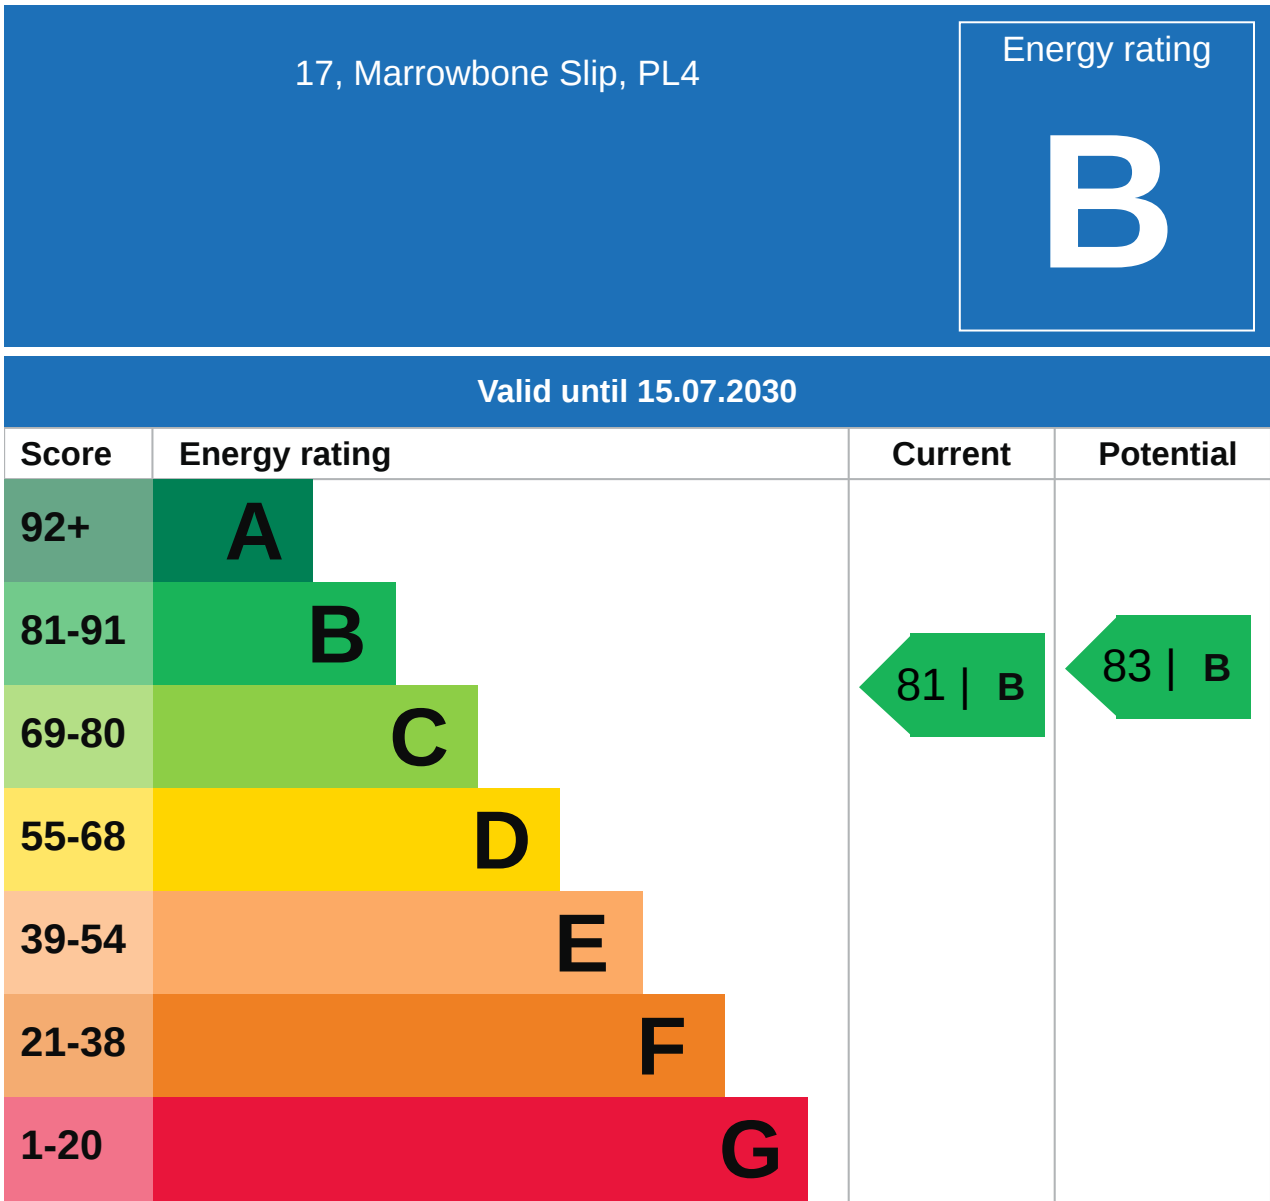 17, Marrowbone Slip, PL4
Energy rating
B
Valid until 15.07.2030
Score Energy rating Current Potential
92+ A
81-91 B
81 | B
83 | B
69-80 C
55-68 D
39-54 E
21-38 F
1-20 G